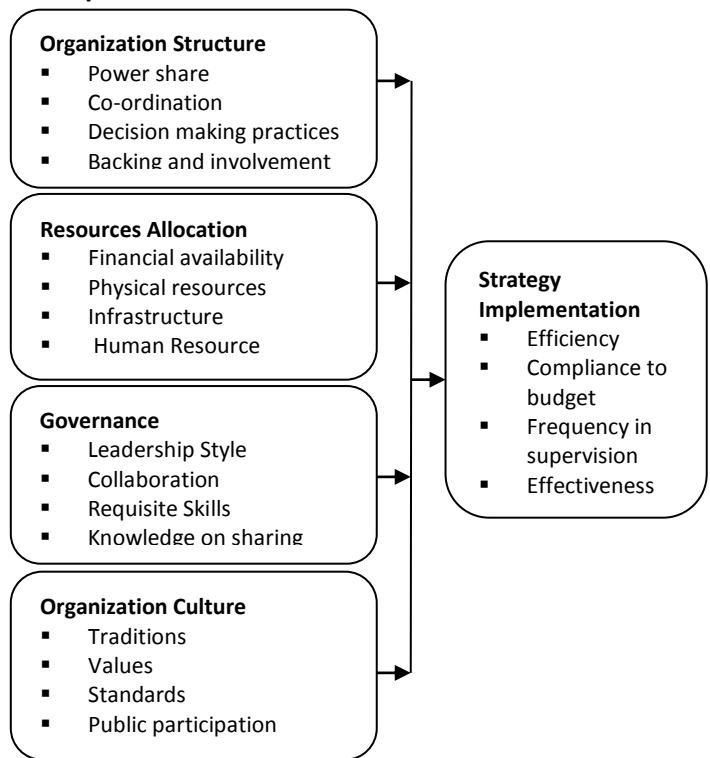 Organization Structure
▪ Power share
▪ Co-ordination
▪ Decision making practices
▪ Backing and involvement
Resources Allocation
▪ Financial availability
▪ Physical resources
▪ Infrastructure
▪ Human Resource
Governance
▪ Leadership Style
▪ Collaboration
▪ Requisite Skills
▪ Knowledge on sharing
Organization Culture
▪ Traditions
▪ Values
▪ Standards
▪ Public participation
Strategy
Implementation
▪ Efficiency
▪ Compliance to
budget
▪ Frequency in
supervision
▪ Effectiveness